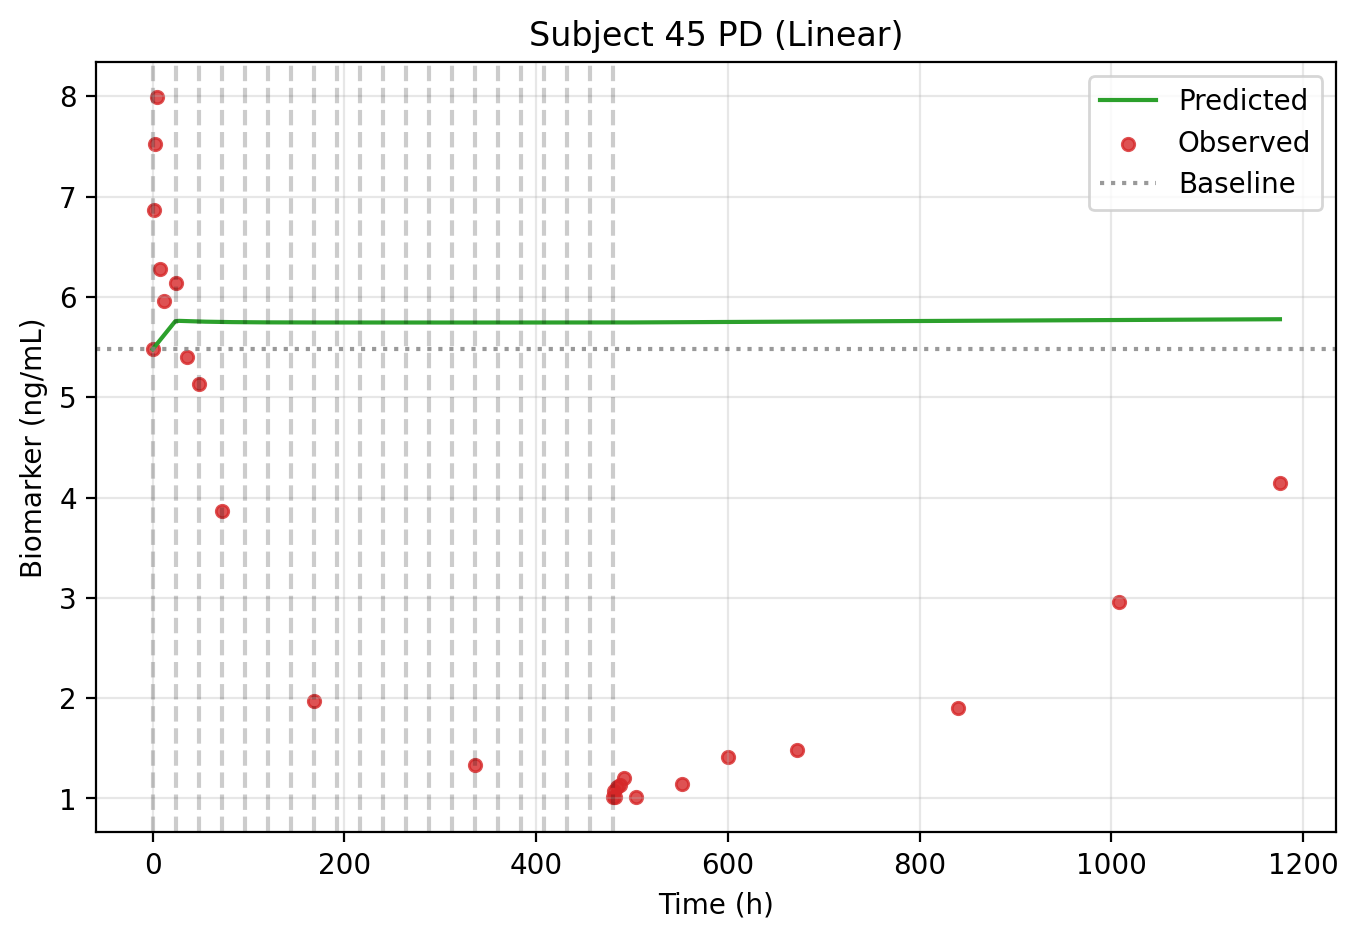 Subject 45 PD (Linear)
Predicted
Observed
Baseline
Biomarker (ng/mL)
8
7
6
5
4
3
2
1
0 200 400 600 800 1000 1200
Time (h)